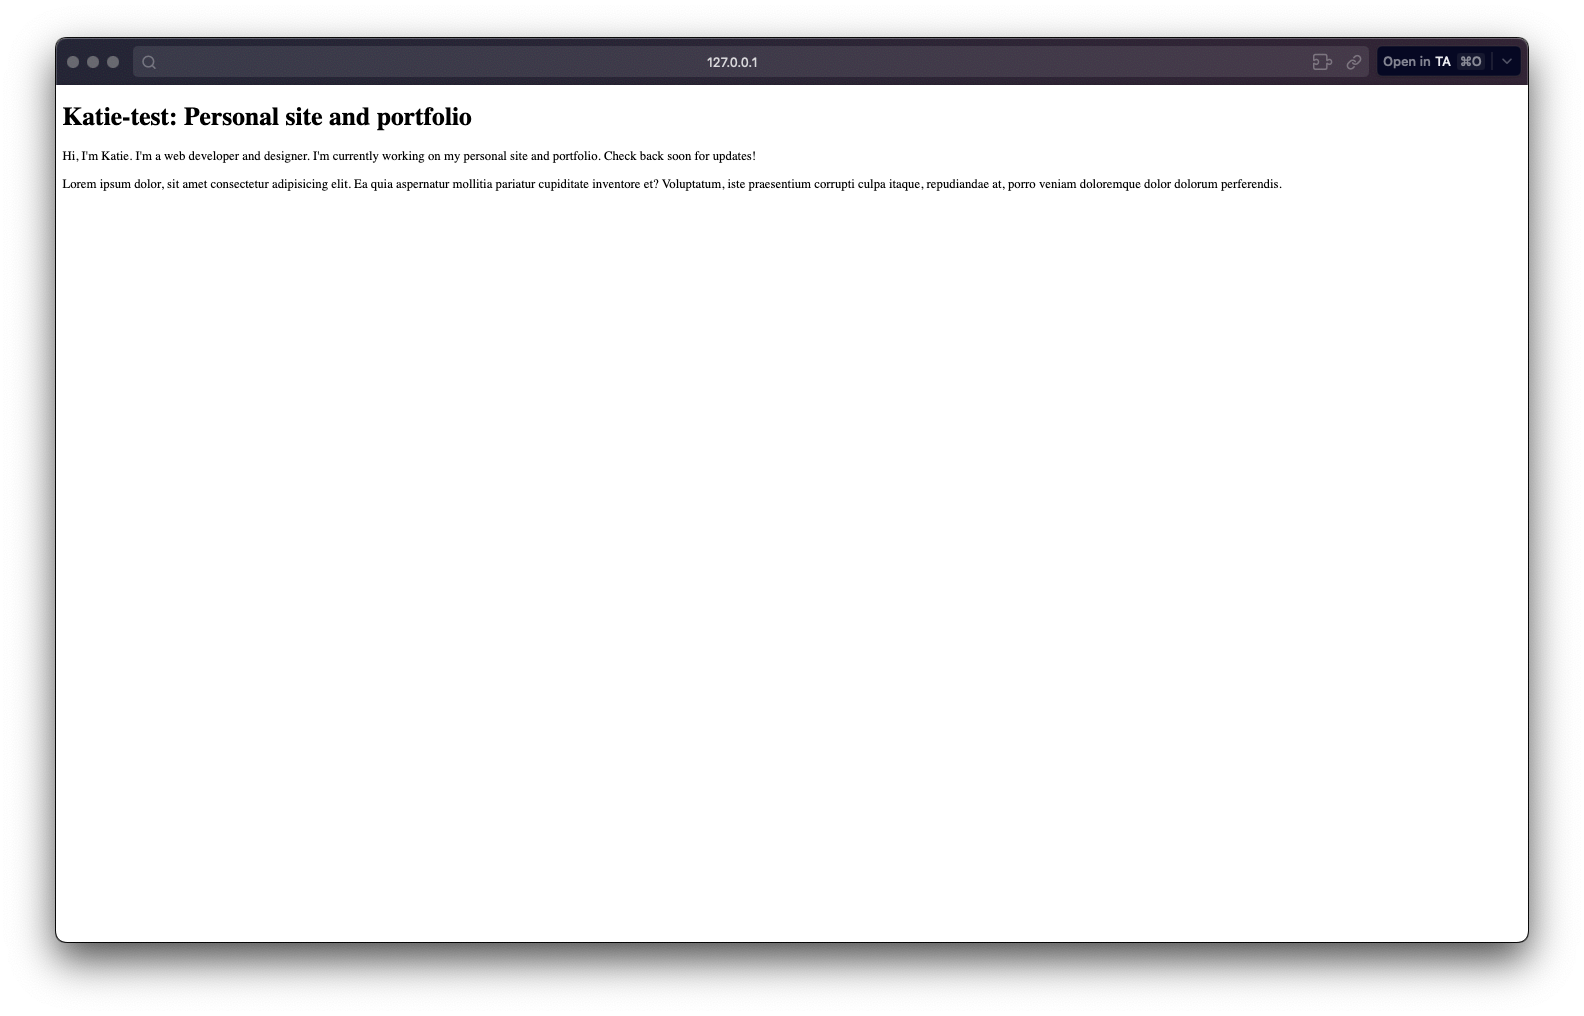 127.0.0.1
Open in TA ⌘O
Katie-test: Personal site and portfolio
Hi, I'm Katie. I'm a web developer and designer. I'm currently working on my personal site and portfolio. Check back soon for updates!
Lorem ipsum dolor, sit amet consectetur adipisicing elit. Ea quia aspernatur mollitia pariatur cupiditate inventore et? Voluptatum, iste praesentium corrupti culpa itaque, repudiandae at, porro veniam doloremque dolor dolorum perferendis.